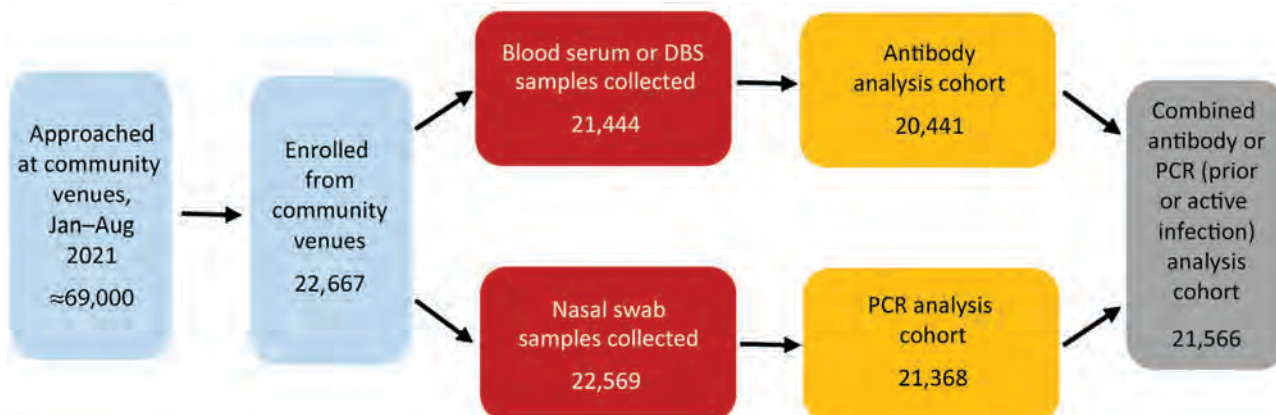 Approached
at community
venues,
Jan–Aug
2021
≈69,000
Enrolled
from
community
venues
22,667
Blood serum or DBS
samples collected
21,444
Antibody
analysis cohort
20,441
Nasal swab
samples collected
22,569
PCR analysis
cohort
21,368
Combined
antibody or
PCR (prior
or active
infection)
analysis
cohort
21,566